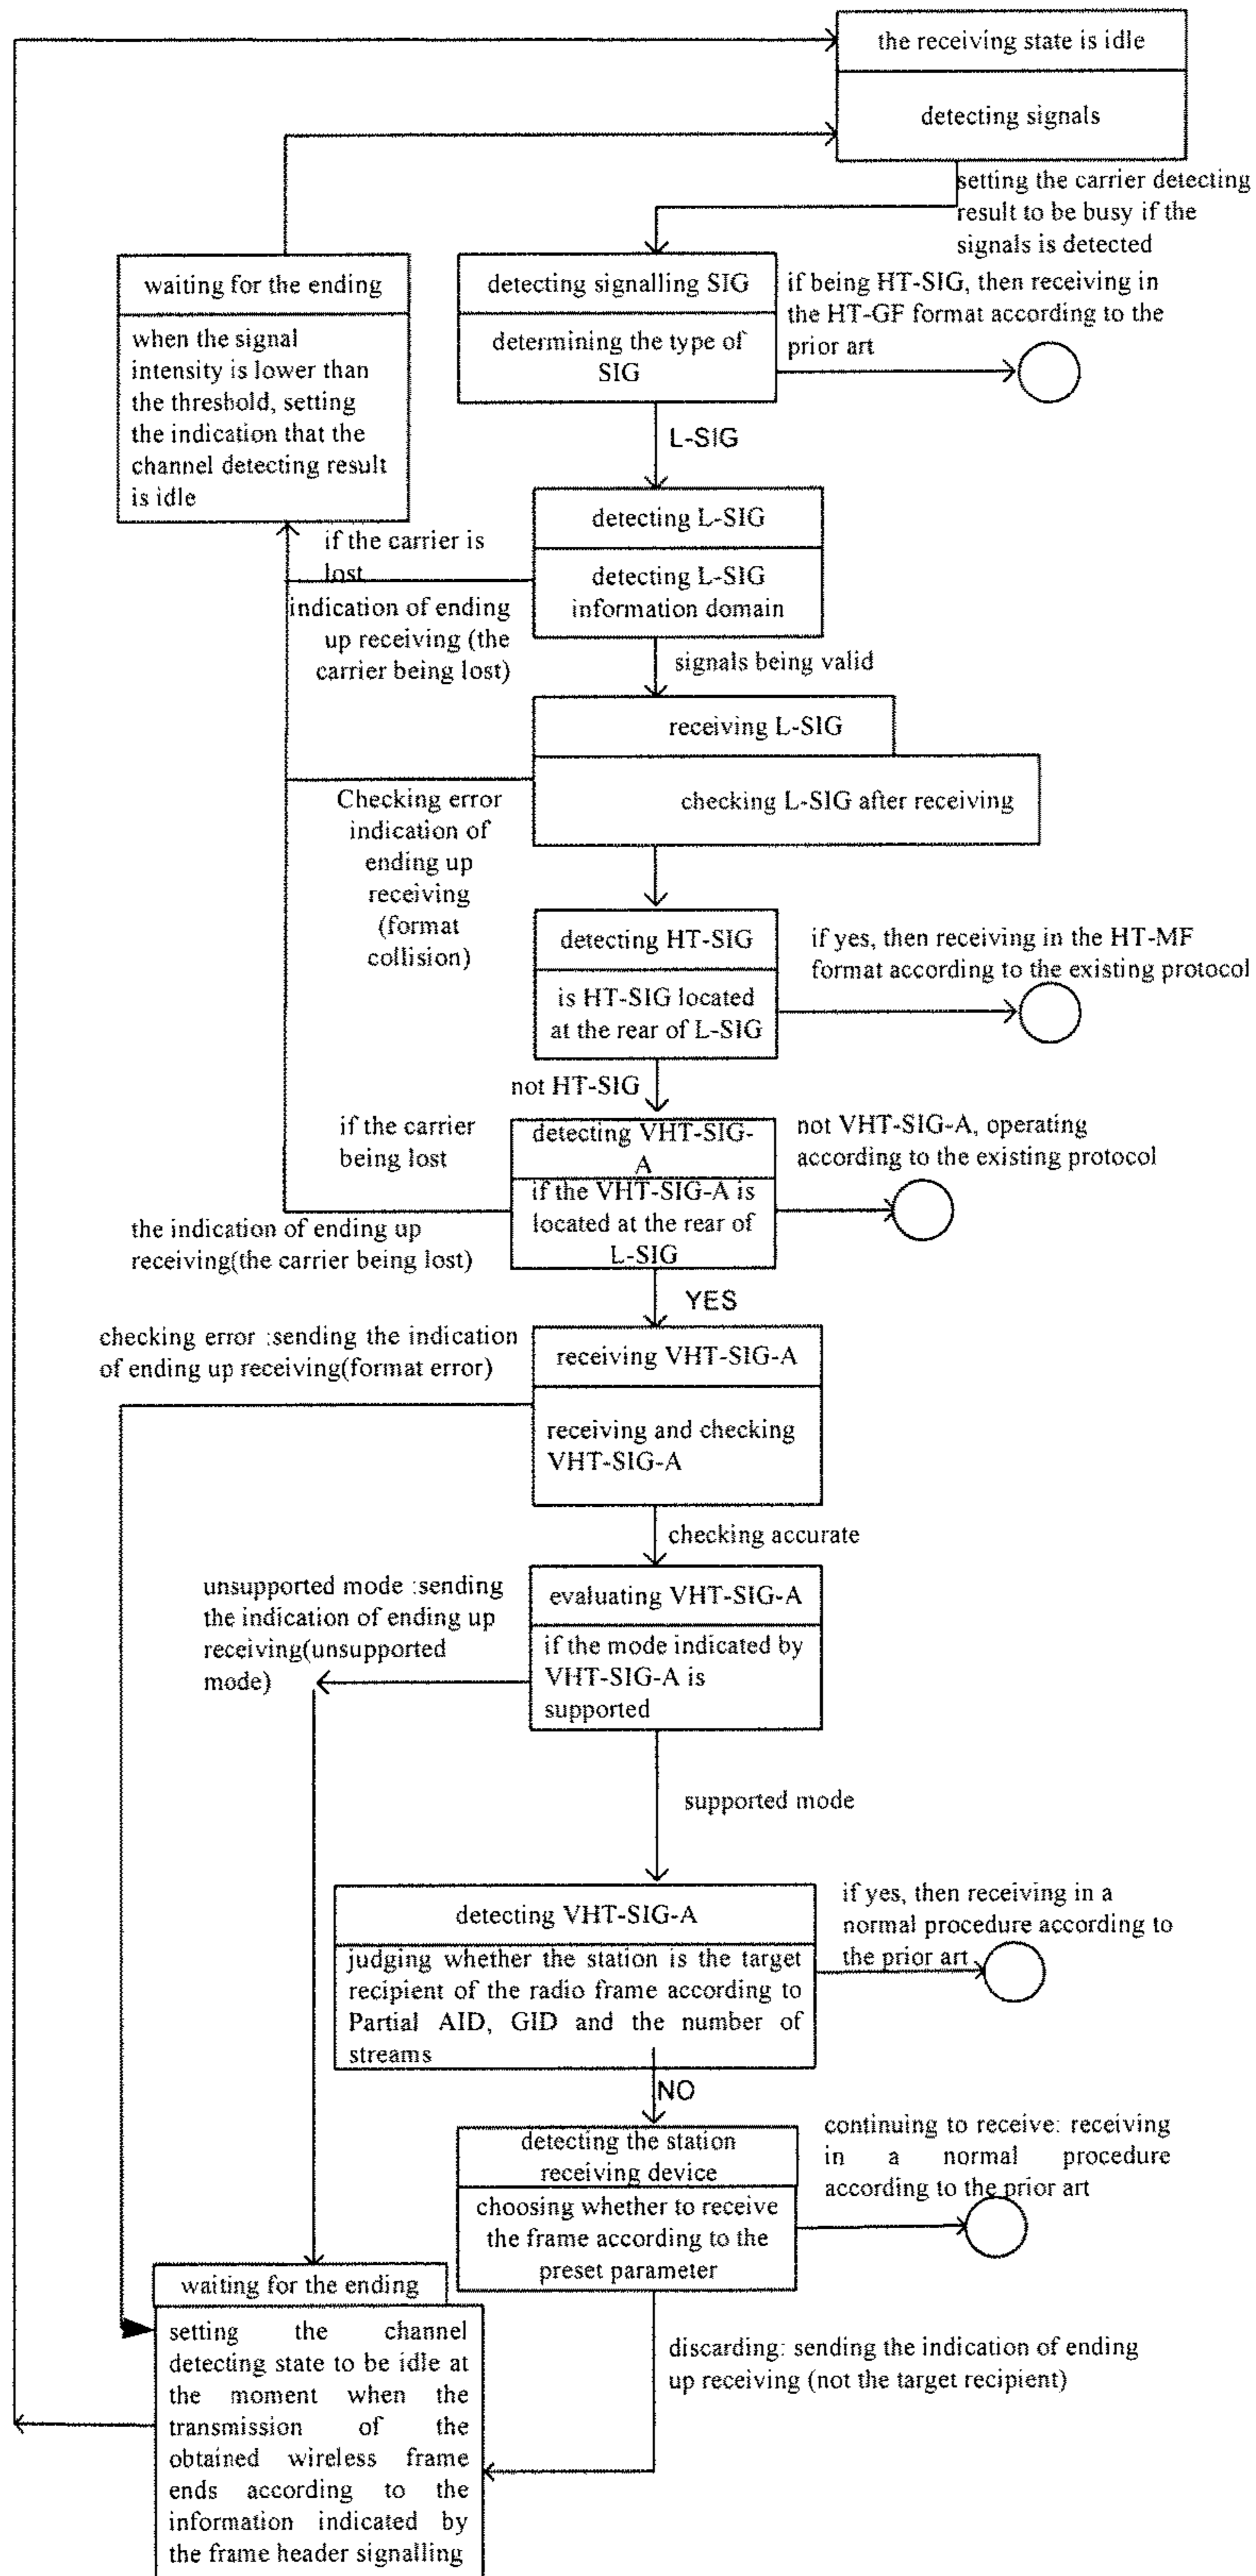 the receiving state is idle
detecting signals
setting the carrier detecting
result to be busy if the
signals is detected
waiting for the ending
when the signal
intensity is lower than
the threshold, setting
the indication that the
channel detecting result
is idle
detecting signalling SIG
determining the type of
SIG
if being HT-SIG, then receiving in
the HT-GF format according to the
prior art
L-SIG
detecting L-SIG
detecting L-SIG
information domain
if the carrier is
lost
indication of ending
up receiving (the
carrier being lost)
signals being valid
receiving L-SIG
checking L-SIG after receiving
Checking error
indication of
ending up
receiving
(format
collision)
detecting HT-SIG
is HT-SIG located
at the rear of L-SIG
if yes, then receiving in the HT-MF
format according to the existing protocol
not HT-SIG
if the carrier
being lost
detecting VHT-SIG-
A
if the VHT-SIG-A is
located at the rear of
L-SIG
not VHT-SIG-A, operating
according to the existing protocol
the indication of ending up
receiving(the carrier being lost)
YES
checking error :sending the indication
of ending up receiving(format error)
receiving VHT-SIG-A
receiving and checking
VHT-SIG-A
checking accurate
unsupported mode :sending
the indication of ending up
receiving(unsupported
mode)
evaluating VHT-SIG-A
if the mode indicated by
VHT-SIG-A is
supported
supported mode
detecting VHT-SIG-A
judging whether the station is the target
recipient of the radio frame according to
Partial AID, GID and the number of
streams
if yes, then receiving in a
normal procedure according to
the prior art
NO
detecting the station
receiving device
choosing whether to receive
the frame according to the
preset parameter
continuing to receive: receiving
in a normal procedure
according to the prior art
waiting for the ending
setting the channel
detecting state to be idle at
the moment when the
transmission of the
obtained wireless frame
ends according to the
information indicated by
the frame header signalling
discarding: sending the indication of ending
up receiving (not the target recipient)